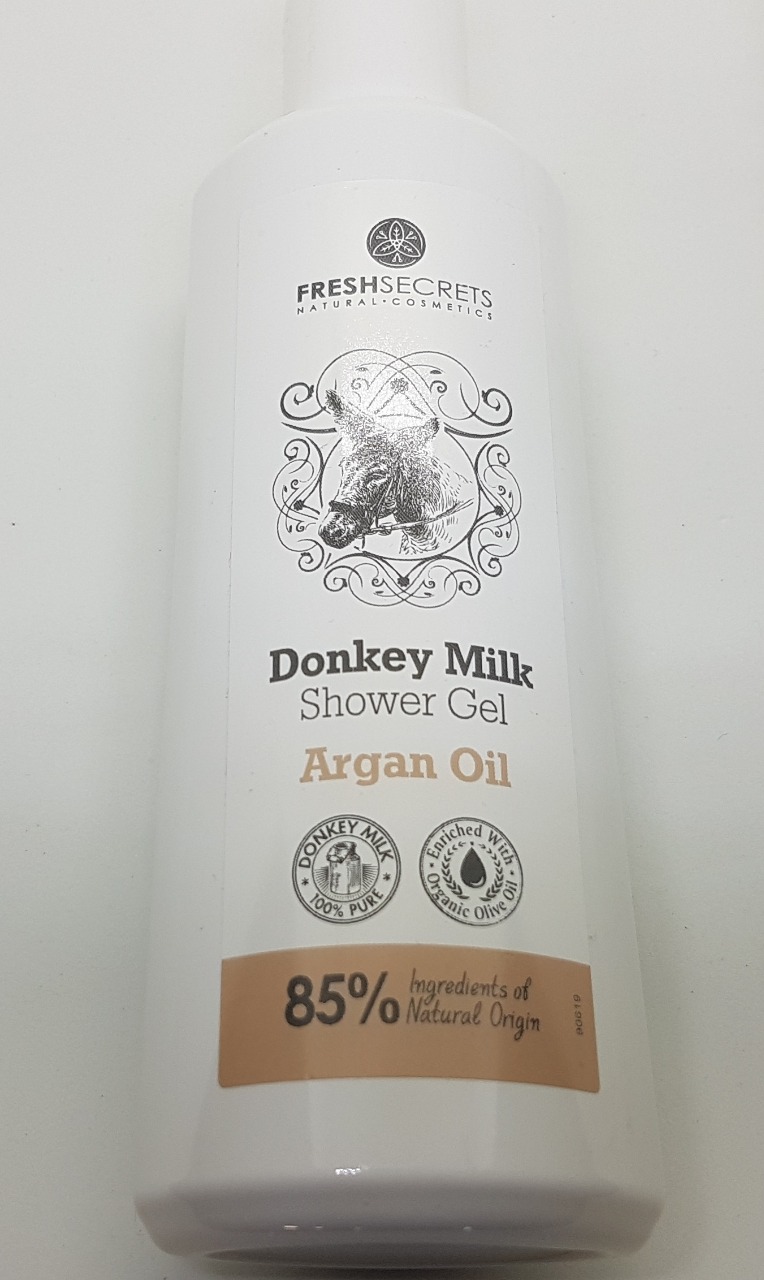 FRESHSECRETS
NATURAL•COSMETICS
Donkey Milk
Shower Gel
Argan Oil
DONKEY MILK
100% PURE
Enriched With
Organic Olive Oil
85%
Ingredients of
Natural Origin
90619